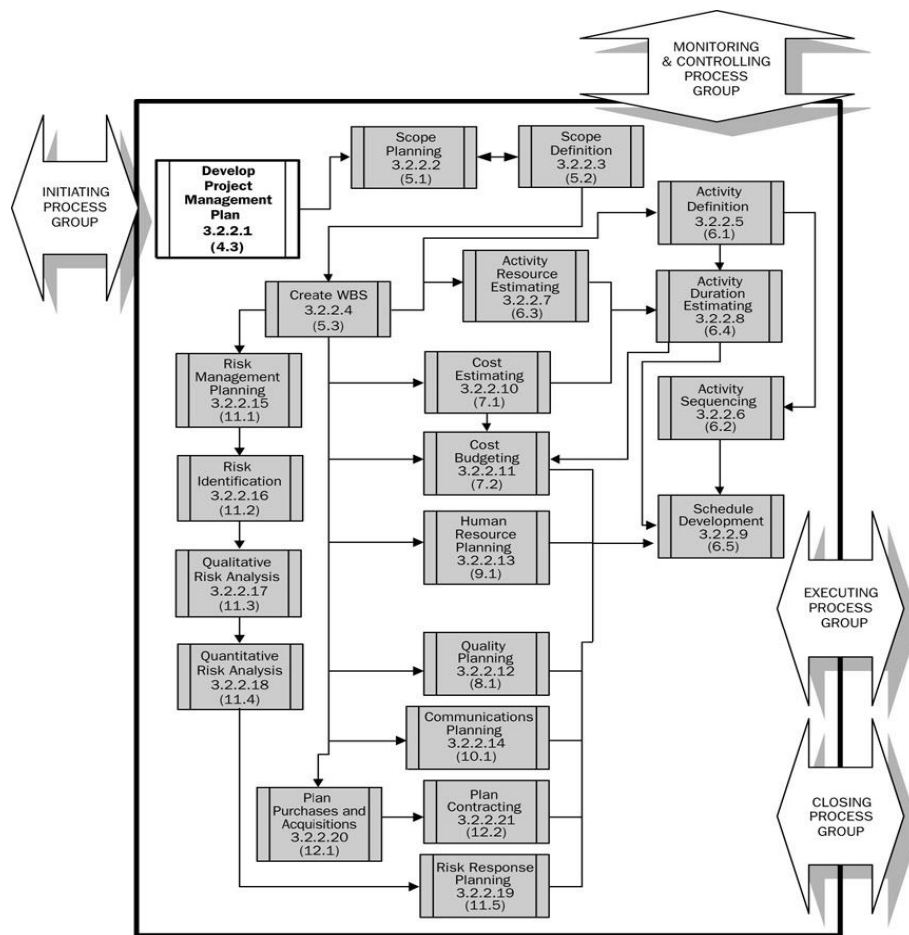 MONITORING
& CONTROLLING
PROCESS
GROUP
INITIATING
PROCESS
GROUP
Develop
Project
Management
Plan
3.2.2.1
(4.3)
Scope
Planning
3.2.2.2
(5.1)
Scope
Definition
3.2.2.3
(5.2)
Activity
Definition
3.2.2.5
(6.1)
Create WBS
3.2.2.4
(5.3)
Activity
Resource
Estimating
3.2.2.7
(6.3)
Activity
Duration
Estimating
3.2.2.8
(6.4)
Risk
Management
Planning
3.2.2.15
(11.1)
Cost
Estimating
3.2.2.10
(7.1)
Activity
Sequencing
3.2.2.6
(6.2)
Risk
Identification
3.2.2.16
(11.2)
Cost
Budgeting
3.2.2.11
(7.2)
Human
Resource
Planning
3.2.2.13
(9.1)
Schedule
Development
3.2.2.9
(6.5)
Qualitative
Risk Analysis
3.2.2.17
(11.3)
EXECUTING
PROCESS
GROUP
Quantitative
Risk Analysis
3.2.2.18
(11.4)
Quality
Planning
3.2.2.12
(8.1)
Communications
Planning
3.2.2.14
(10.1)
Plan
Purchases and
Acquisitions
3.2.2.20
(12.1)
Plan
Contracting
3.2.2.21
(12.2)
CLOSING
PROCESS
GROUP
Risk Response
Planning
3.2.2.19
(11.5)